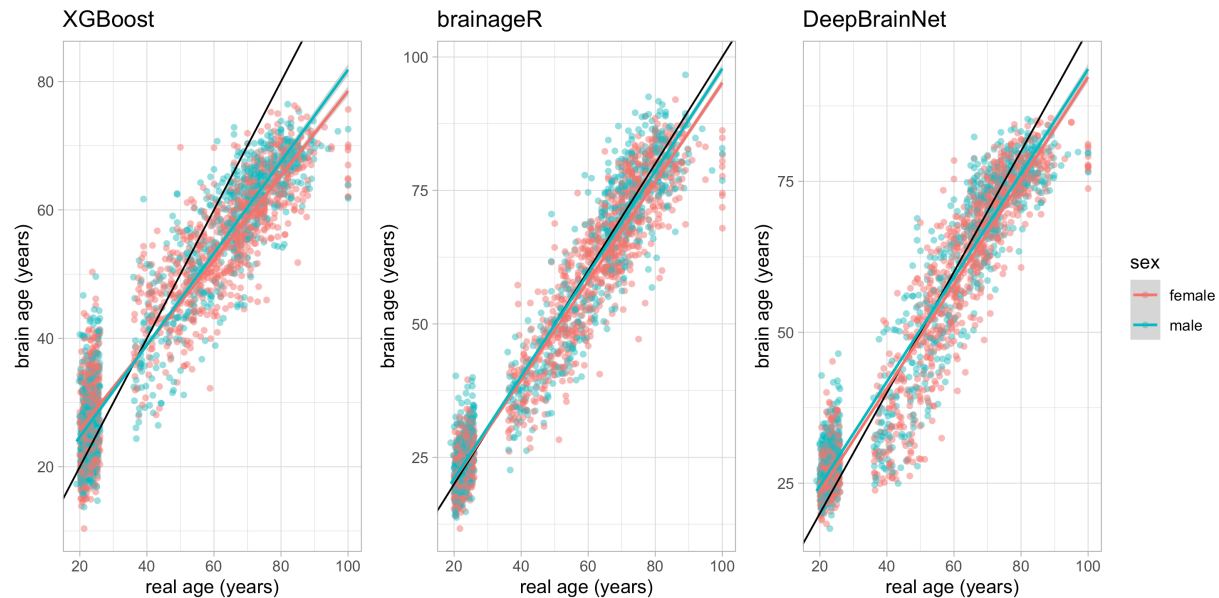 XGBoost
brain age (years)
80
60
40
20
20 40 60 80 100
real age (years)
brainageR
brain age (years)
100
75
50
25
20 40 60 80 100
real age (years)
DeepBrainNet
brain age (years)
75
50
25
20 40 60 80 100
real age (years)
sex
female
male